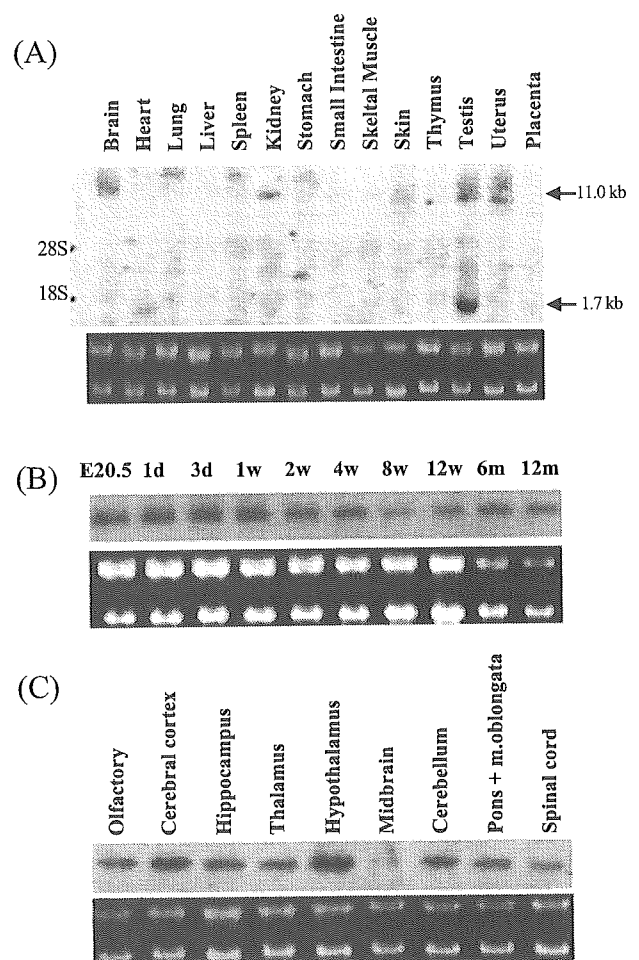 (A)
Brain
Heart
Lung
Liver
Spleen
Kidney
Stomach
Small Intestine
Skeltal Muscle
Skin
Thymus
Testis
Uterus
Placenta
11.0 kb
28S
18S
1.7 kb
(B)
E20.5 1d 3d 1w 2w 4w 8w 12w 6m 12m
(C)
Olfactory
Cerebral cortex
Hippocampus
Thalamus
Hypothalamus
Midbrain
Cerebellum
Pons + m.oblongata
Spinal cord